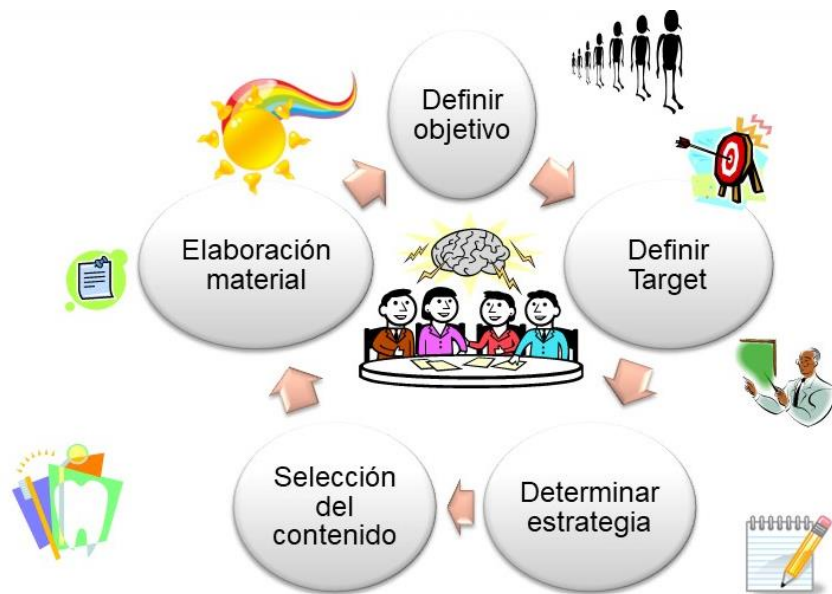 Definir
objetivo
Definir
Target
Determinar
estrategia
Selección
del
contenido
Elaboración
material